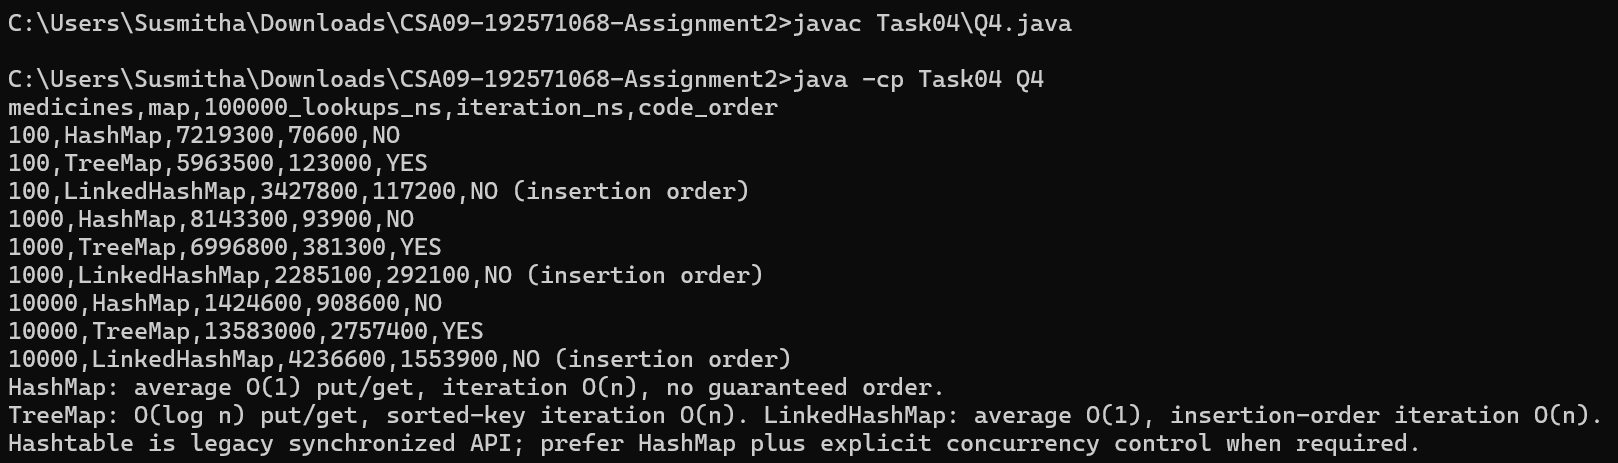 C:\Users\Susmitha\Downloads\CSA09-192571068-Assignment2>javac Task04\Q4.java
C:\Users\Susmitha\Downloads\CSA09-192571068-Assignment2>java -cp Task04 Q4
medicines,map,100000_lookups_ns,iteration_ns,code_order
100,HashMap,7219300,70600,NO
100,TreeMap,5963500,123000,YES
100,LinkedHashMap,3427800,117200,NO (insertion order)
1000,HashMap,8143300,93900,NO
1000,TreeMap,6996800,381300,YES
1000,LinkedHashMap,2285100,292100,NO (insertion order)
10000,HashMap,1424600,908600,NO
10000,TreeMap,13583000,2757400,YES
10000,LinkedHashMap,4236600,1553900,NO (insertion order)
HashMap: average O(1) put/get, iteration O(n), no guaranteed order.
TreeMap: O(log n) put/get, sorted-key iteration O(n). LinkedHashMap: average O(1), insertion-order iteration O(n).
Hashtable is legacy synchronized API; prefer HashMap plus explicit concurrency control when required.